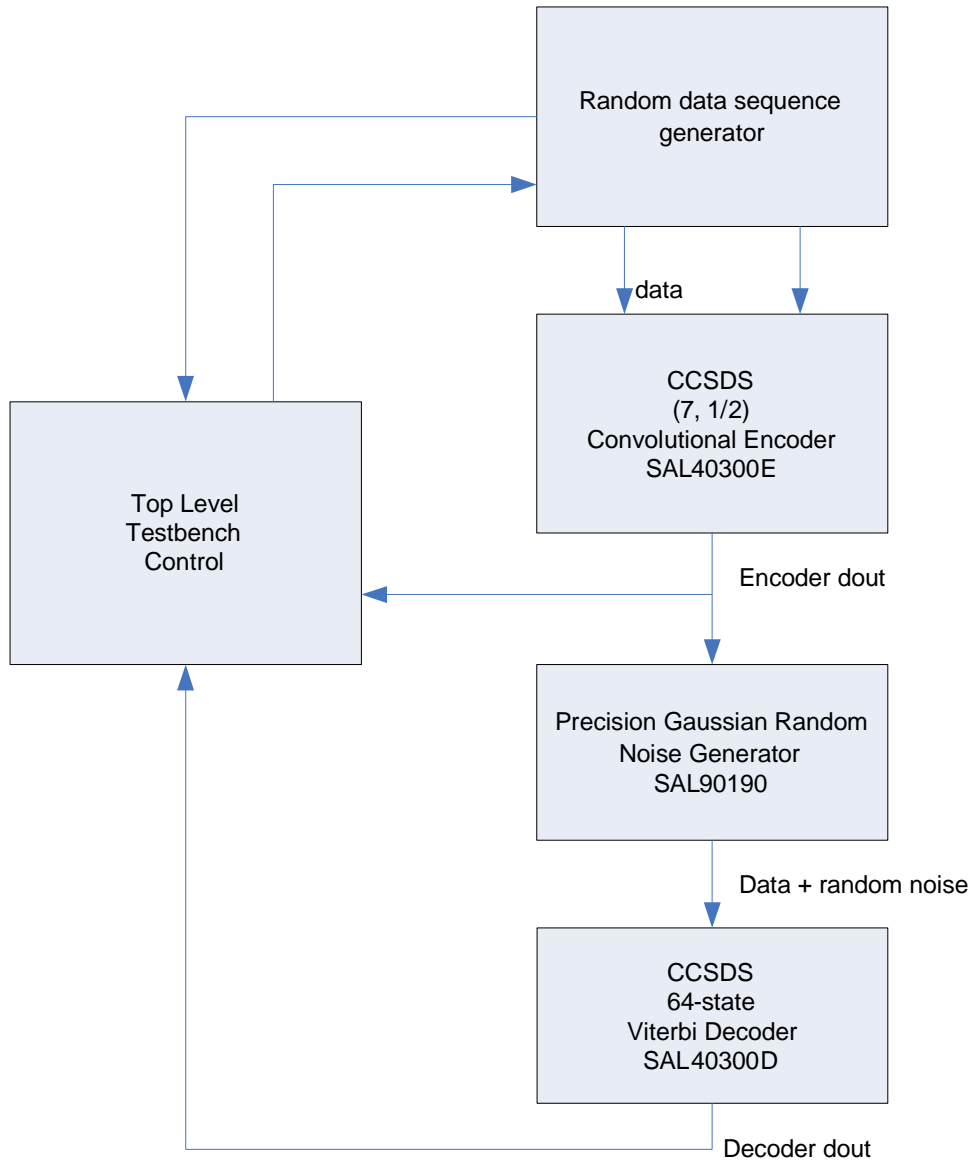 Random data sequence
generator
data
CCSDS
(7, 1/2)
Convolutional Encoder
SAL40300E
Top Level
Testbench
Control
Encoder dout
Precision Gaussian Random
Noise Generator
SAL90190
Data + random noise
CCSDS
64-state
Viterbi Decoder
SAL40300D
Decoder dout